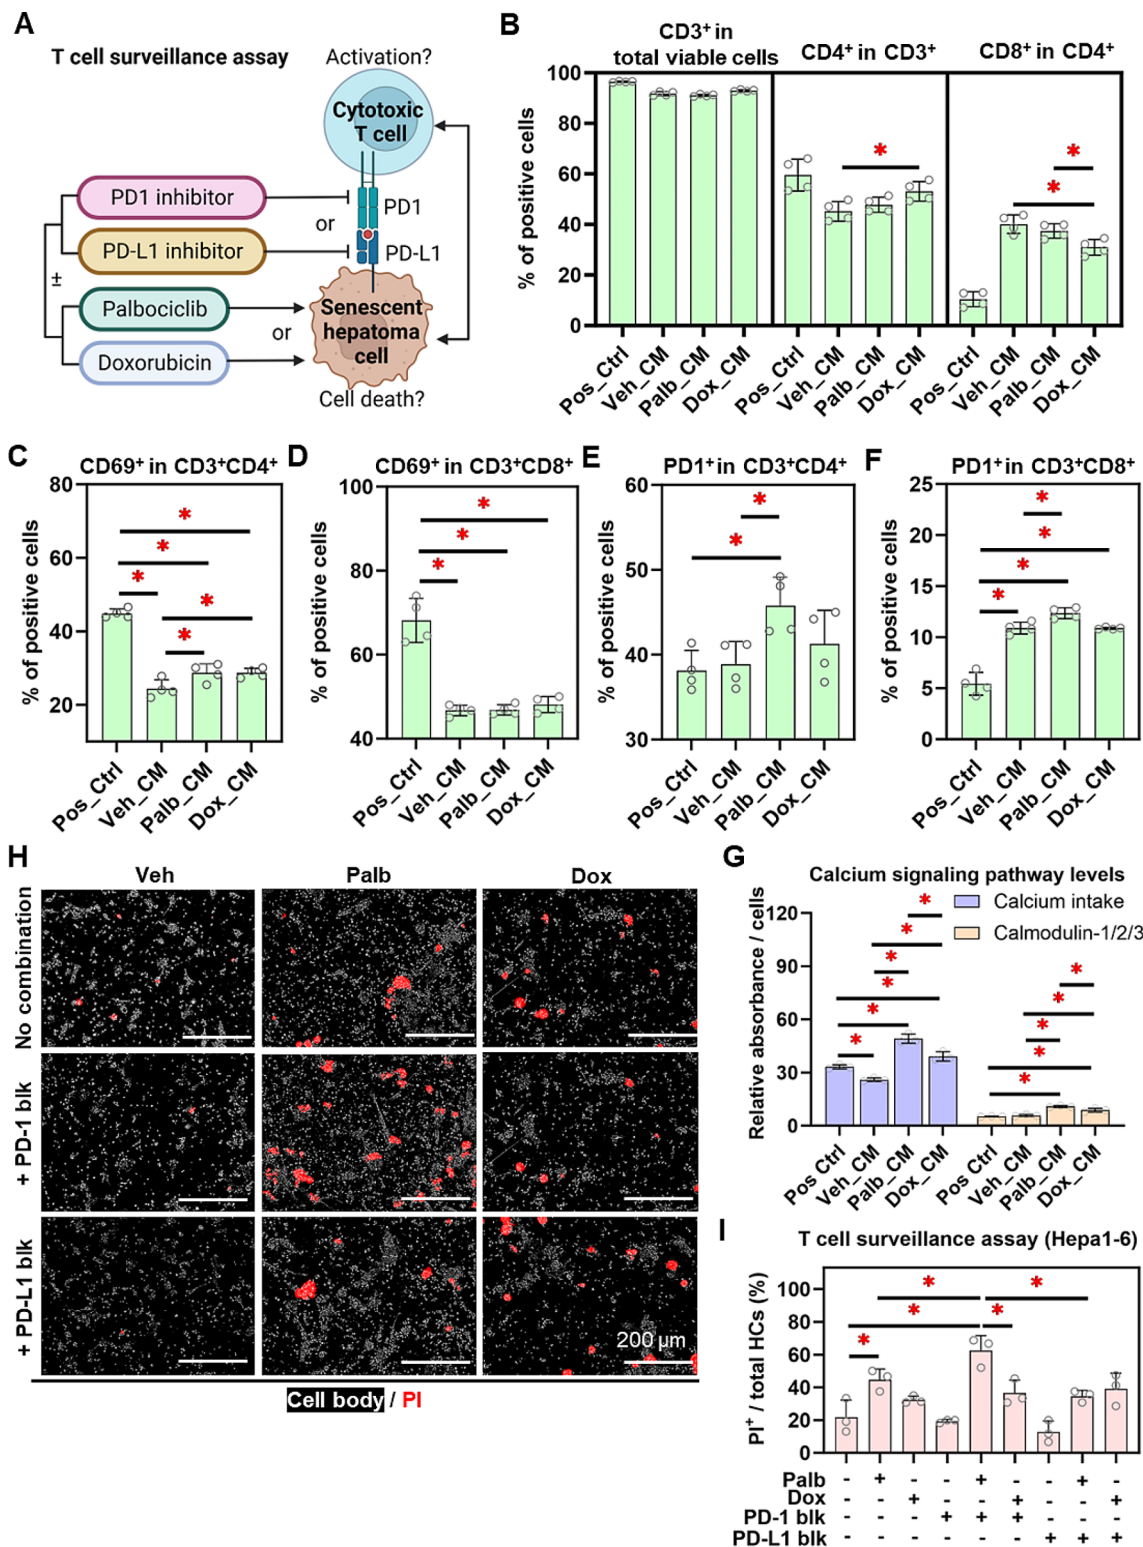 A
T cell surveillance assay
Activation?
Cytotoxic
T cell
PD1 inhibitor
or
PD1
PD-L1 inhibitor
PD-L1
±
Palbociclib
or
Doxorubicin
Senescent
hepatoma
cell
Cell death?
B
CD3+ in
total viable cells
CD4+ in CD3+
CD8+ in CD4+
% of positive cells
100
80
60
40
20
0
* * *
Pos_Ctrl Veh_CM Palb_CM Dox_CM Pos_Ctrl Veh_CM Palb_CM Dox_CM Pos_Ctrl Veh_CM Palb_CM Dox_CM
C
CD69+ in CD3+CD4+
% of positive cells
80
60
40
20
* * * * *
Pos_Ctrl Veh_CM Palb_CM Dox_CM
D
CD69+ in CD3+CD8+
% of positive cells
100
80
60
40
* * *
Pos_Ctrl Veh_CM Palb_CM Dox_CM
E
PD1+ in CD3+CD4+
% of positive cells
60
50
40
30
* *
Pos_Ctrl Veh_CM Palb_CM Dox_CM
F
PD1+ in CD3+CD8+
% of positive cells
25
20
15
10
5
0
* * * *
Pos_Ctrl Veh_CM Palb_CM Dox_CM
H
Veh Palb Dox
No combination
+ PD-1 blk
+ PD-L1 blk
200 µm
Cell body / PI
G
Calcium signaling pathway levels
Calcium intake
Calmodulin-1/2/3
Relative absorbance / cells
120
90
60
30
0
* * * * * *
* * * * *
Pos_Ctrl Veh_CM Palb_CM Dox_CM Pos_Ctrl Veh_CM Palb_CM Dox_CM
I
T cell surveillance assay (Hepa1-6)
PI+ / total HCs (%)
100
80
60
40
20
0
* * * * *
Palb - + - - + - - + -
Dox - - + - - + - - +
PD-1 blk - - - + + + - - -
PD-L1 blk - - - - - - + + +